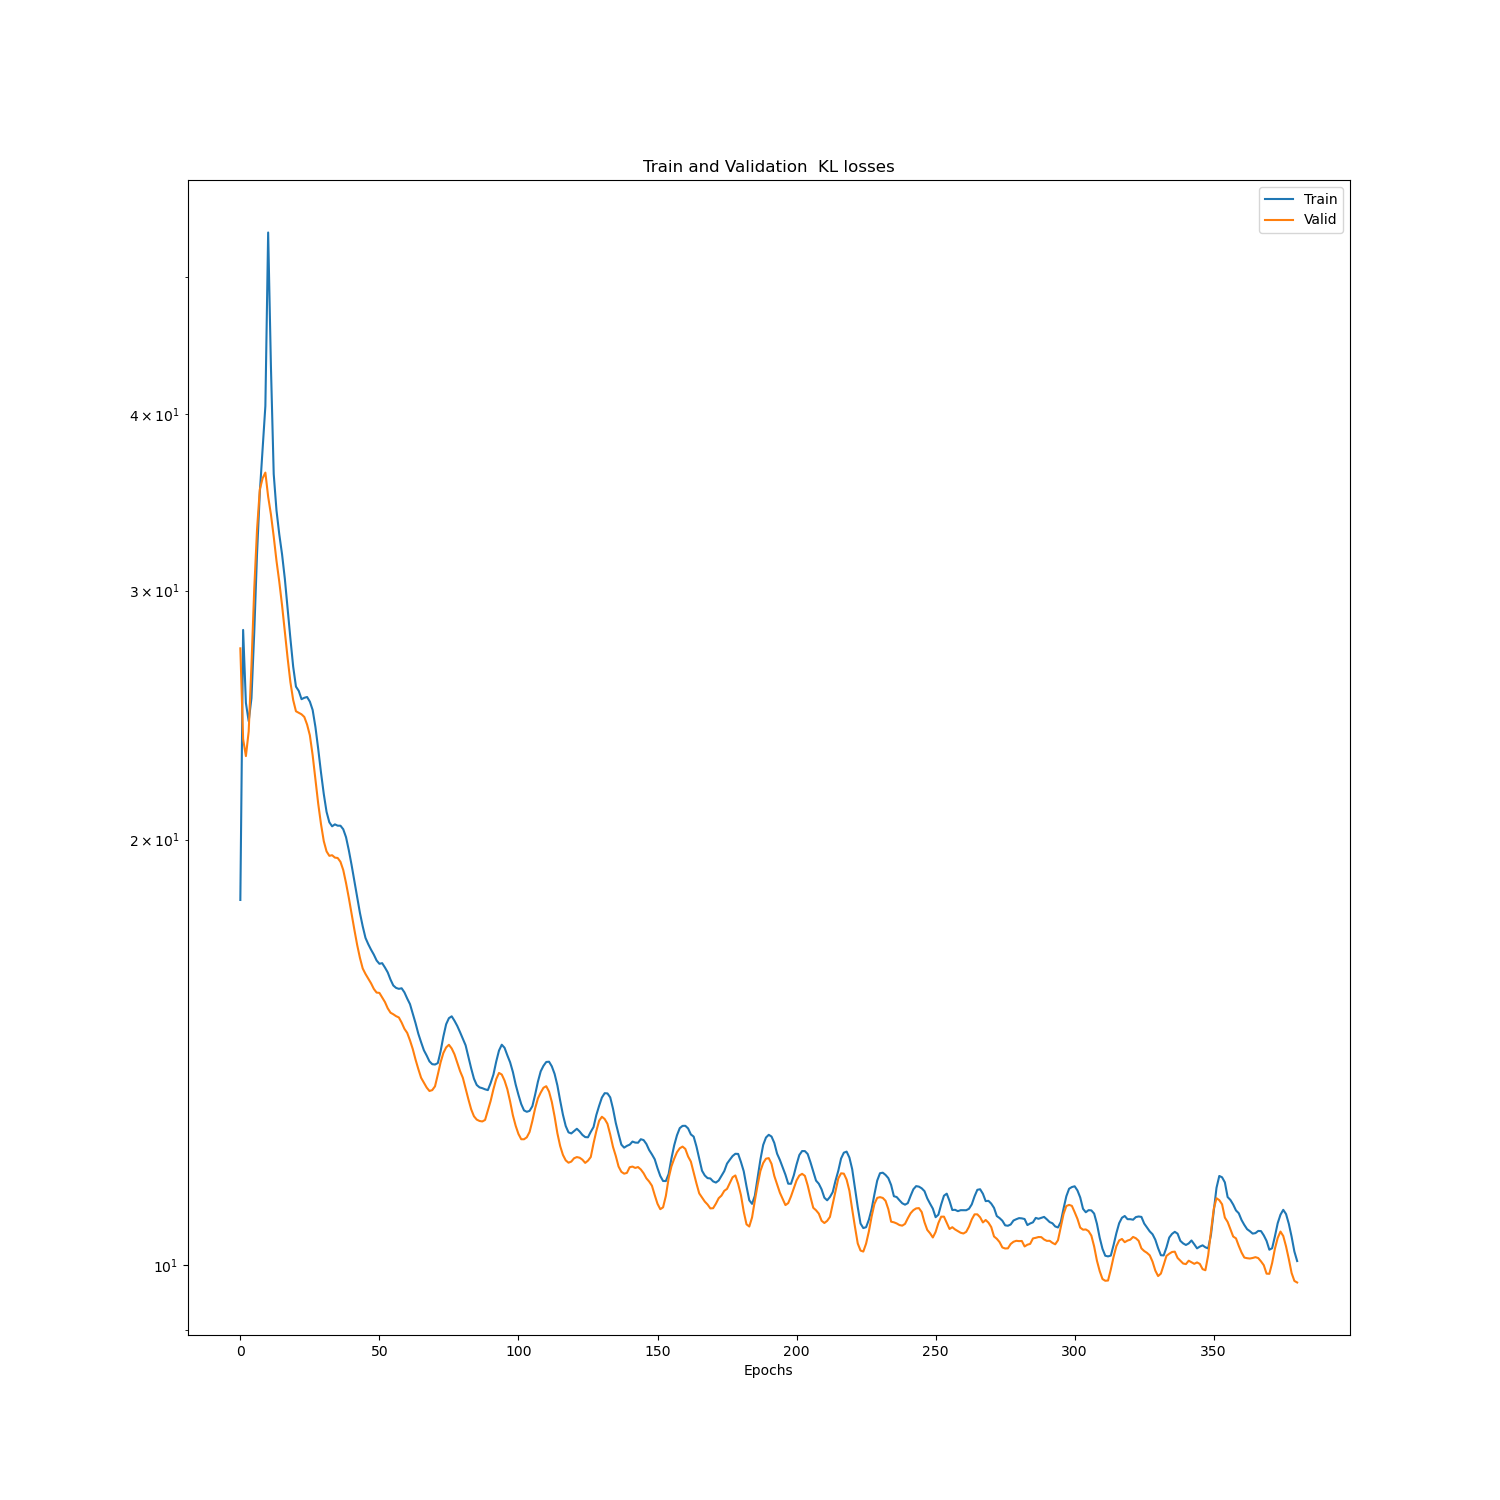 Train and Validation  KL losses
Train
Valid
4 × 10¹
3 × 10¹
2 × 10¹
10¹
0 50 100 150 200 250 300 350
Epochs